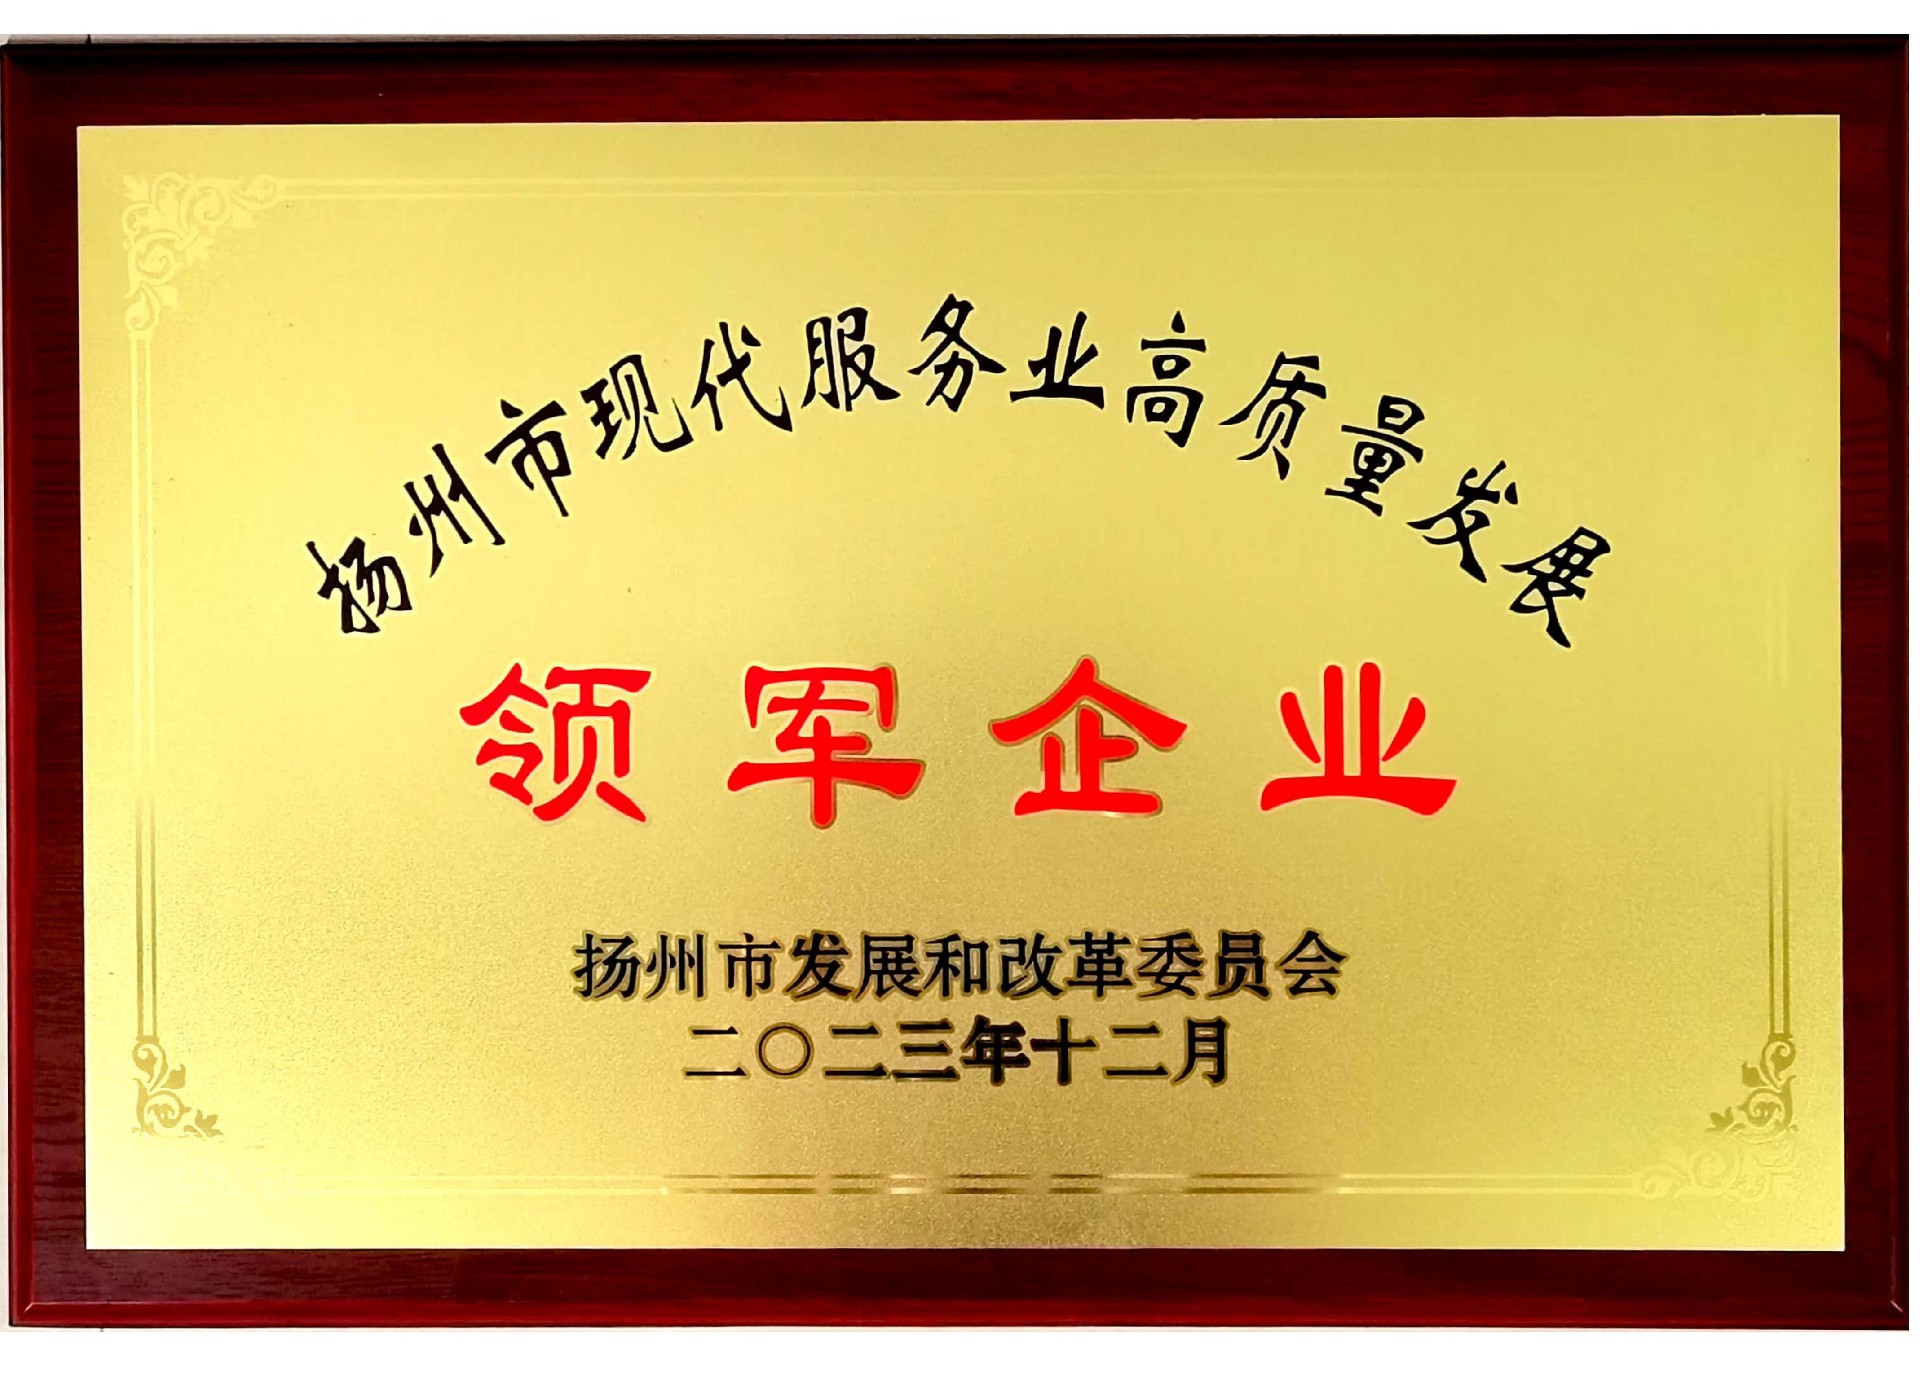 扬州市现代服务业高质量发展
领军企业
扬州市发展和改革委员会
二〇二三年十二月